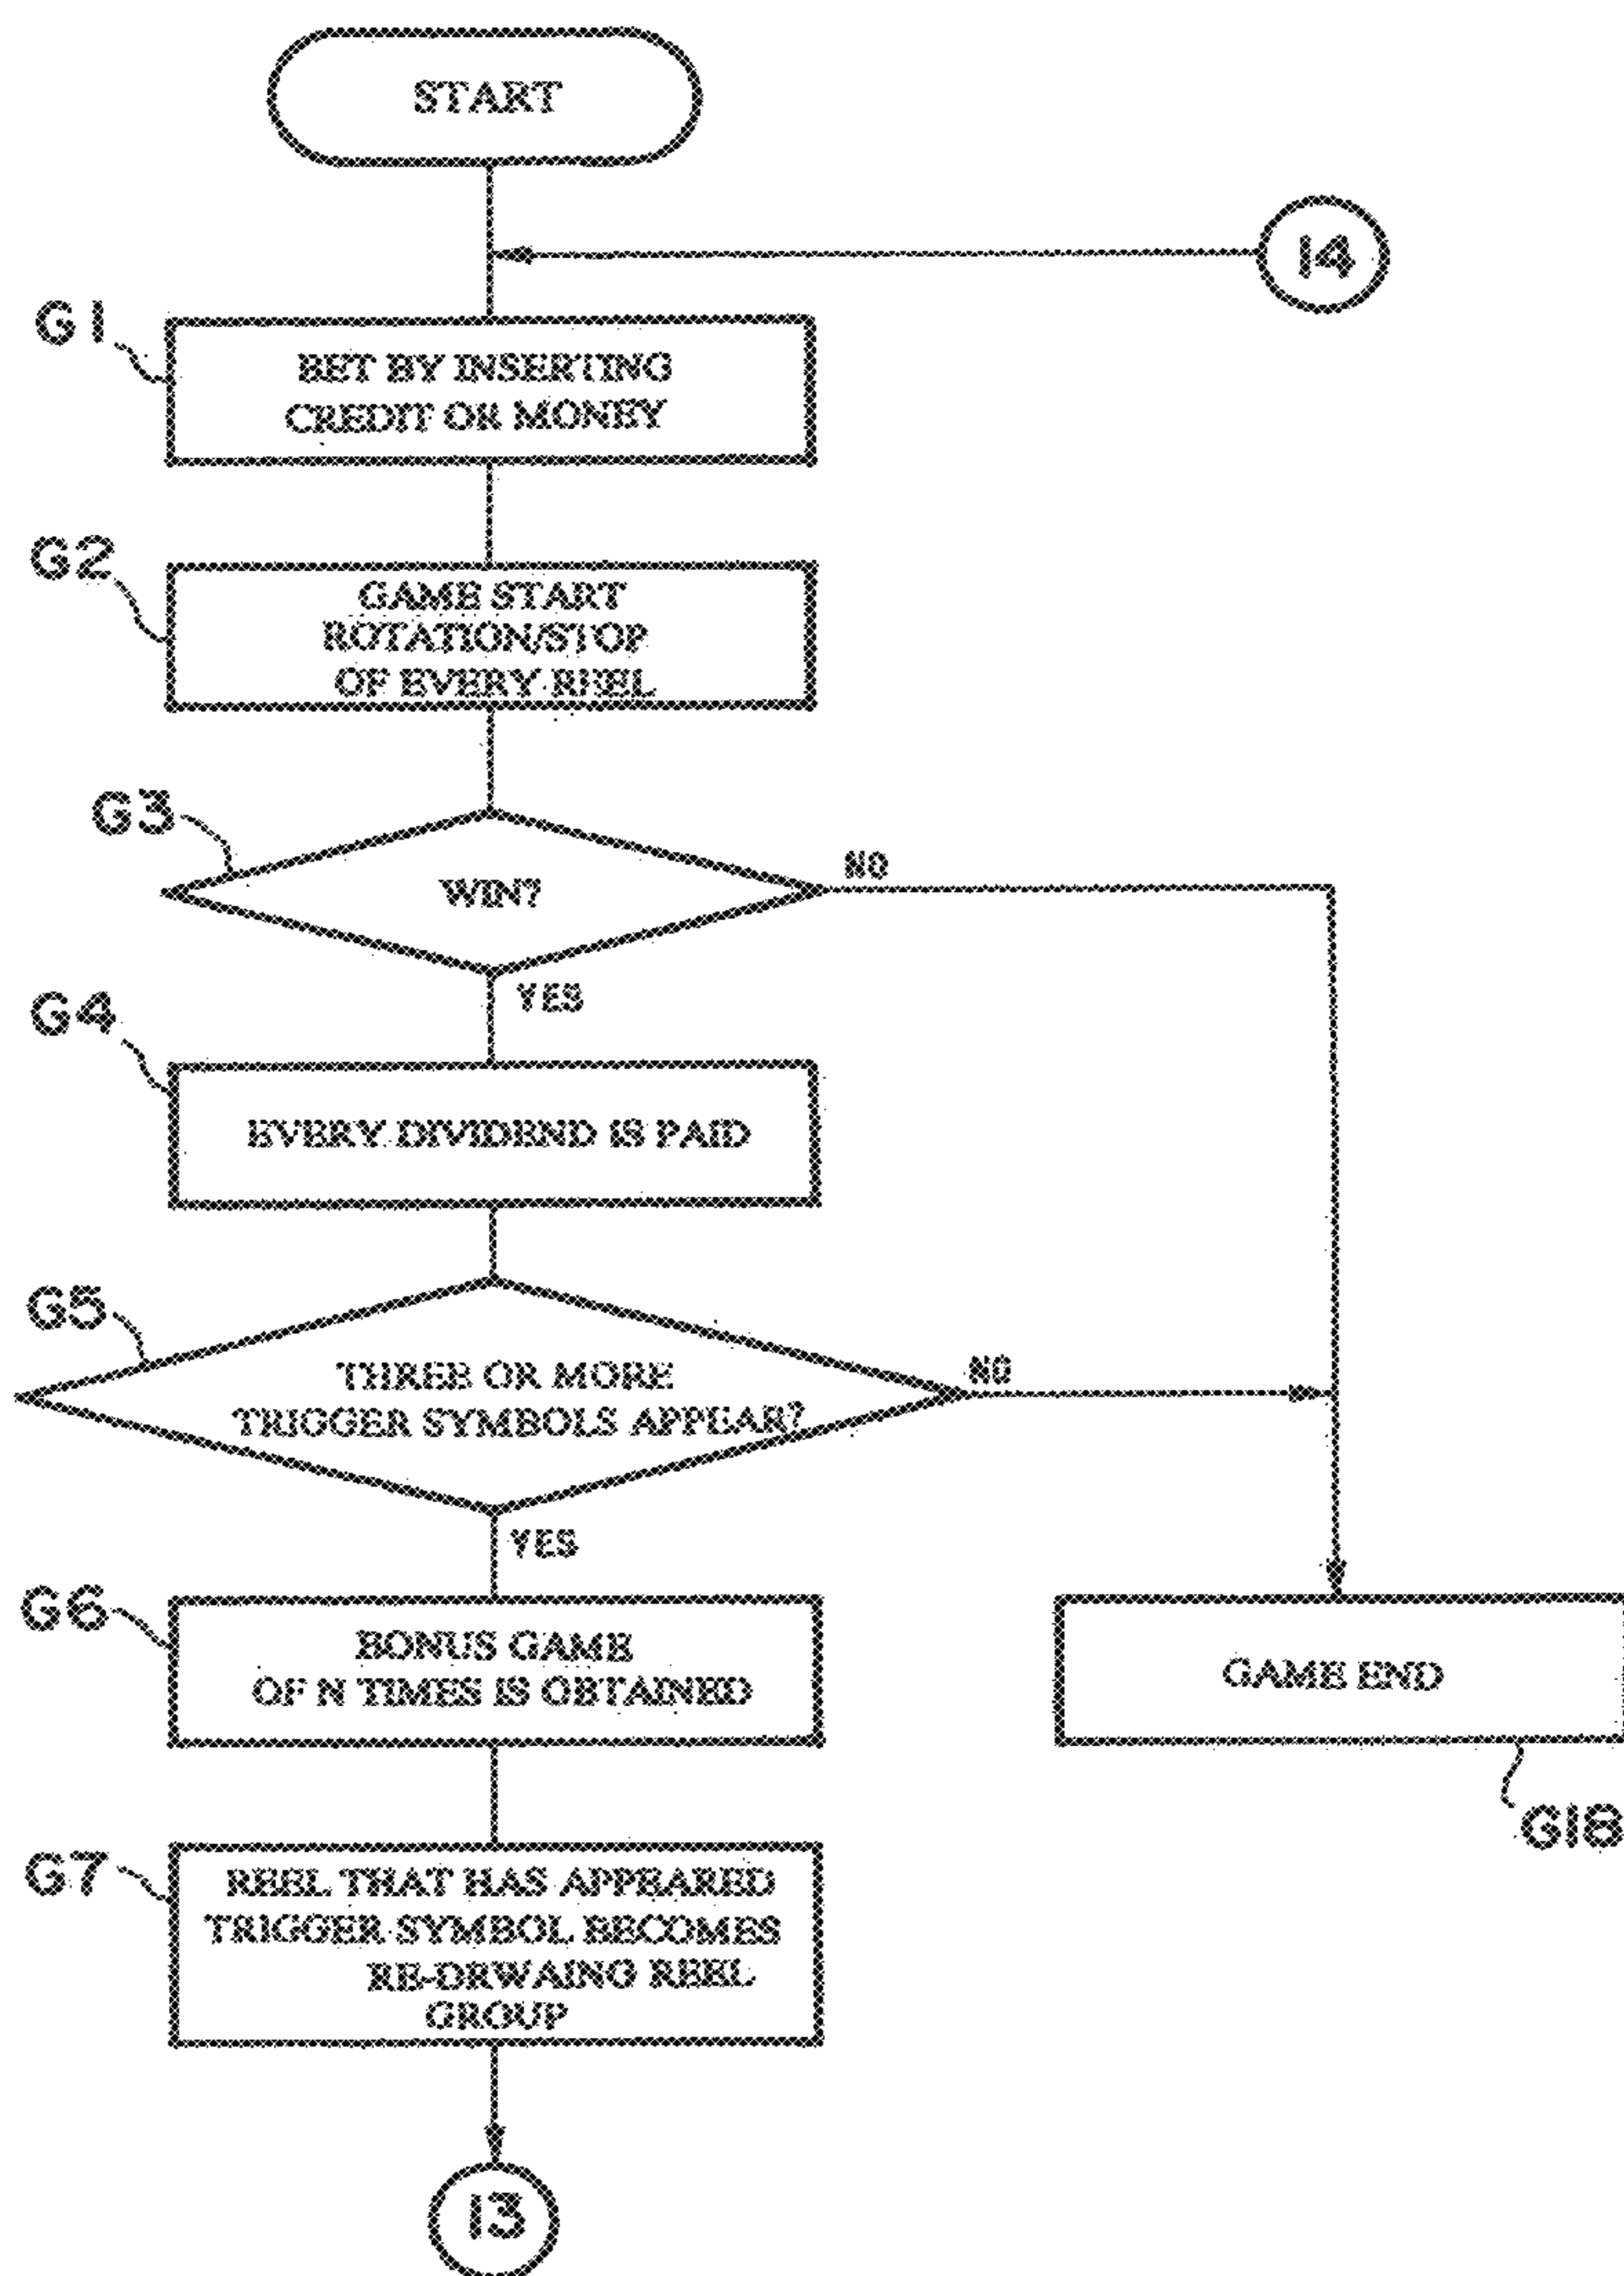 START
14
G1
BET BY INSERTING
CREDIT OR MONEY
G2
GAME START
ROTATION/STOP
OF EVERY REEL
G3
WIN?
NO
YES
G4
EVERY DIVIDEND IS PAID
G5
THREE OR MORE
TRIGGER SYMBOLS APPEAR?
NO
YES
G6
BONUS GAME
OF N TIMES IS OBTAINED
GAME END
G18
G7
REEL THAT HAS APPEARED
TRIGGER SYMBOL BECOMES
RE-DRWAING REEL
GROUP
13